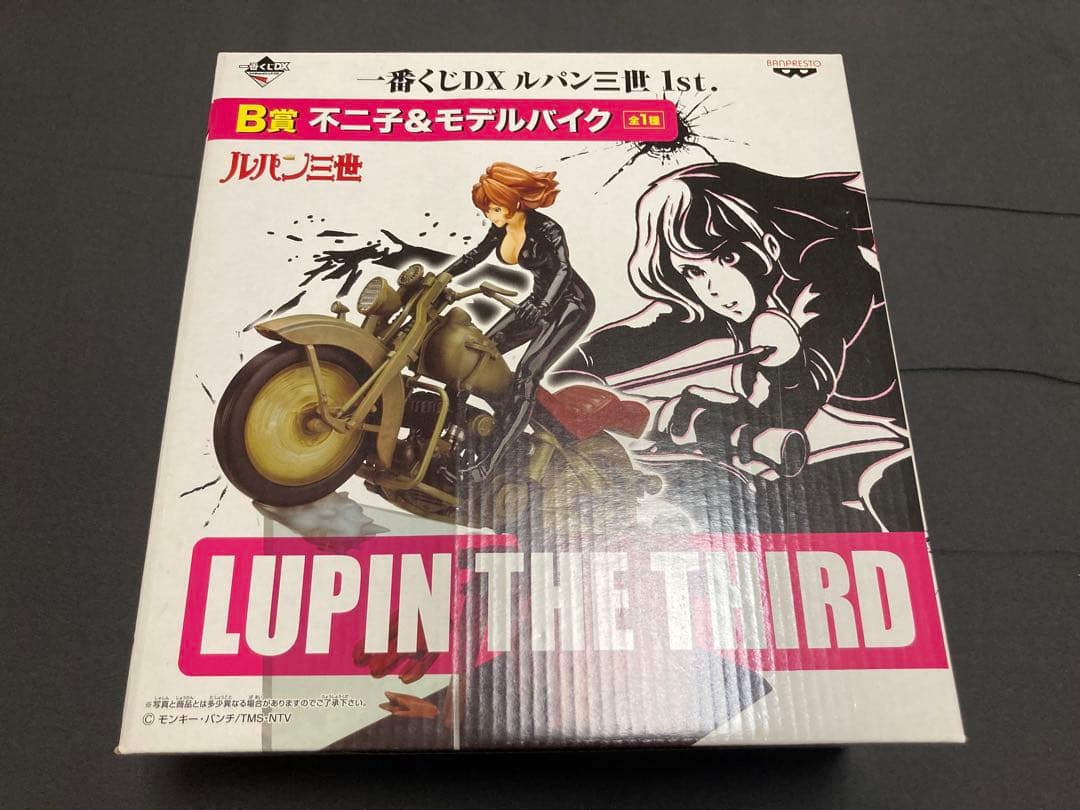 一番くじDX
BANPRESTO
一番くじDX ルパン三世 1st.
B賞 不二子&モデルバイク 全1種
ルパン三世
LUPIN THE THIRD
※写真と商品とは多少異なる場合がありますのでご了承下さい。
© モンキー・パンチ/TMS・NTV